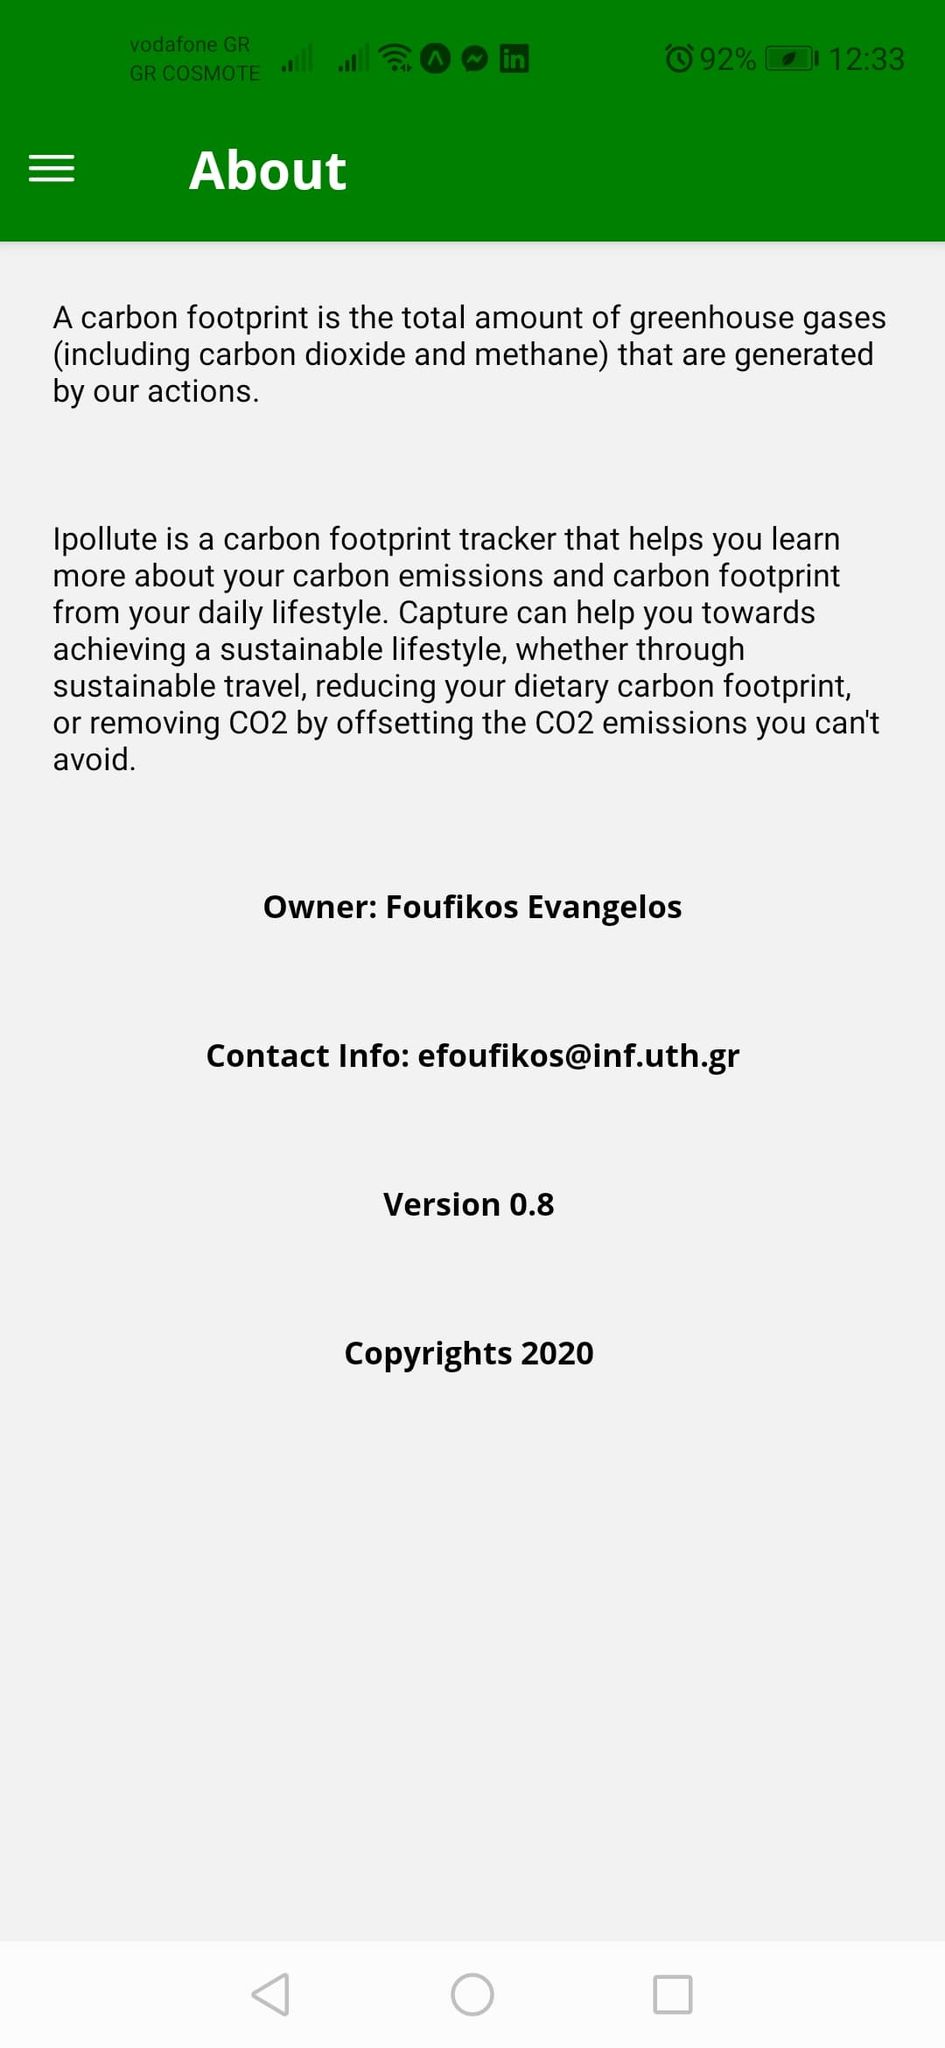 vodafone GR
GR COSMOTE
92%
12:33
About
A carbon footprint is the total amount of greenhouse gases
(including carbon dioxide and methane) that are generated
by our actions.
Ipollute is a carbon footprint tracker that helps you learn
more about your carbon emissions and carbon footprint
from your daily lifestyle. Capture can help you towards
achieving a sustainable lifestyle, whether through
sustainable travel, reducing your dietary carbon footprint,
or removing CO2 by offsetting the CO2 emissions you can't
avoid.
Owner: Foufikos Evangelos
Contact Info: efoufikos@inf.uth.gr
Version 0.8
Copyrights 2020